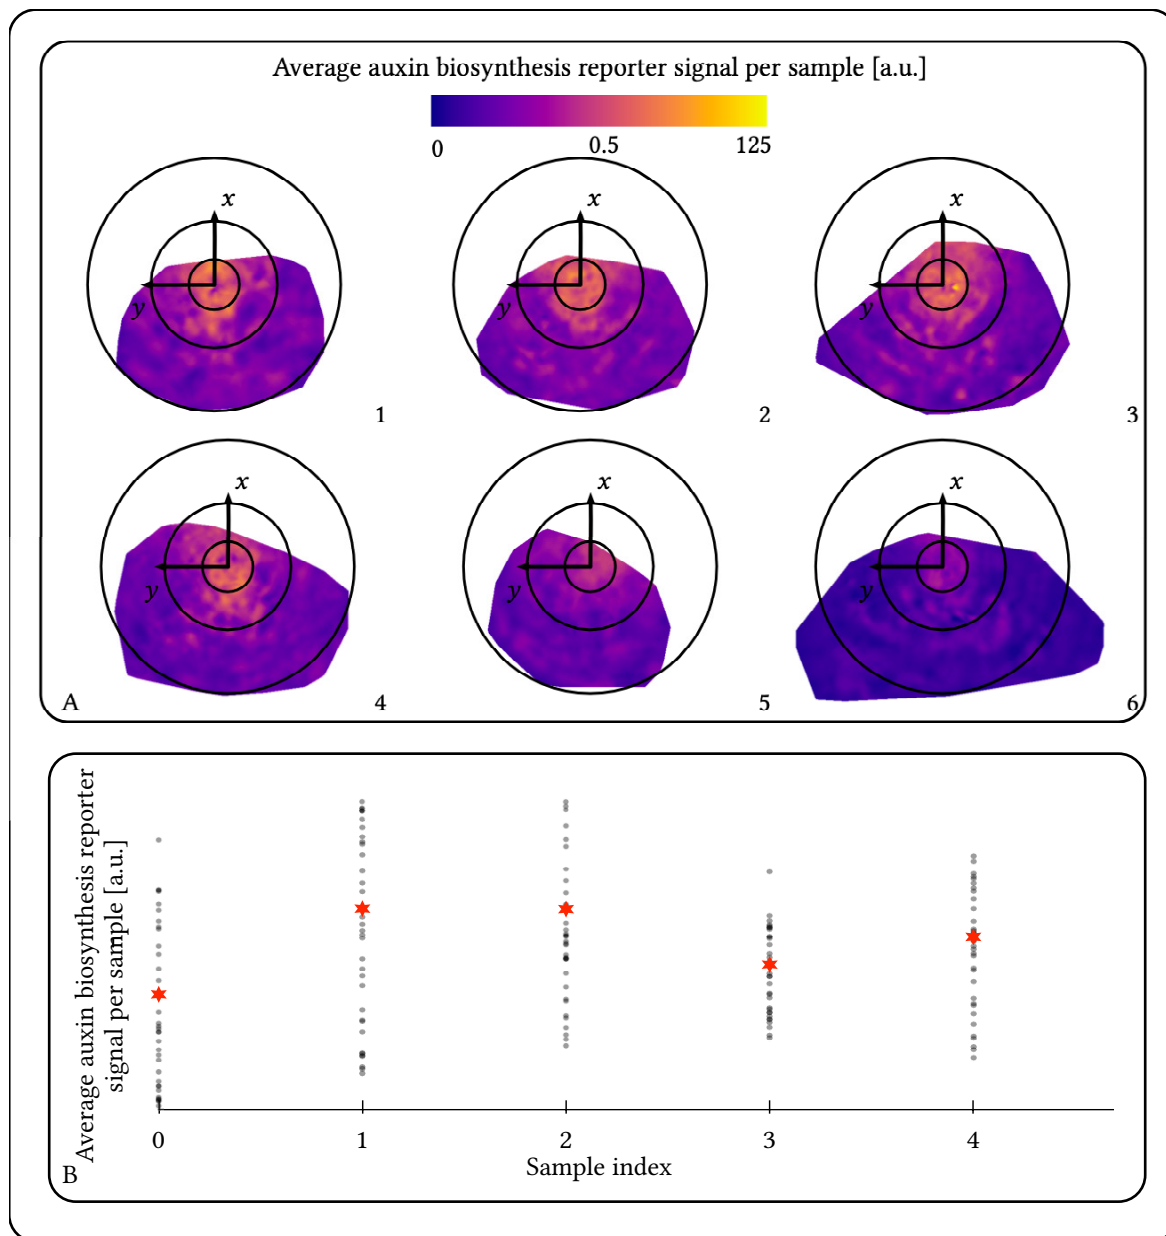 Average auxin biosynthesis reporter signal per sample [a.u.]
0 0.5 125
x
y
1
x
y
2
x
y
3
x
y
4
x
y
5
x
y
6
A
Average auxin biosynthesis reporter
signal per sample [a.u.]
0 1 2 3 4
Sample index
B